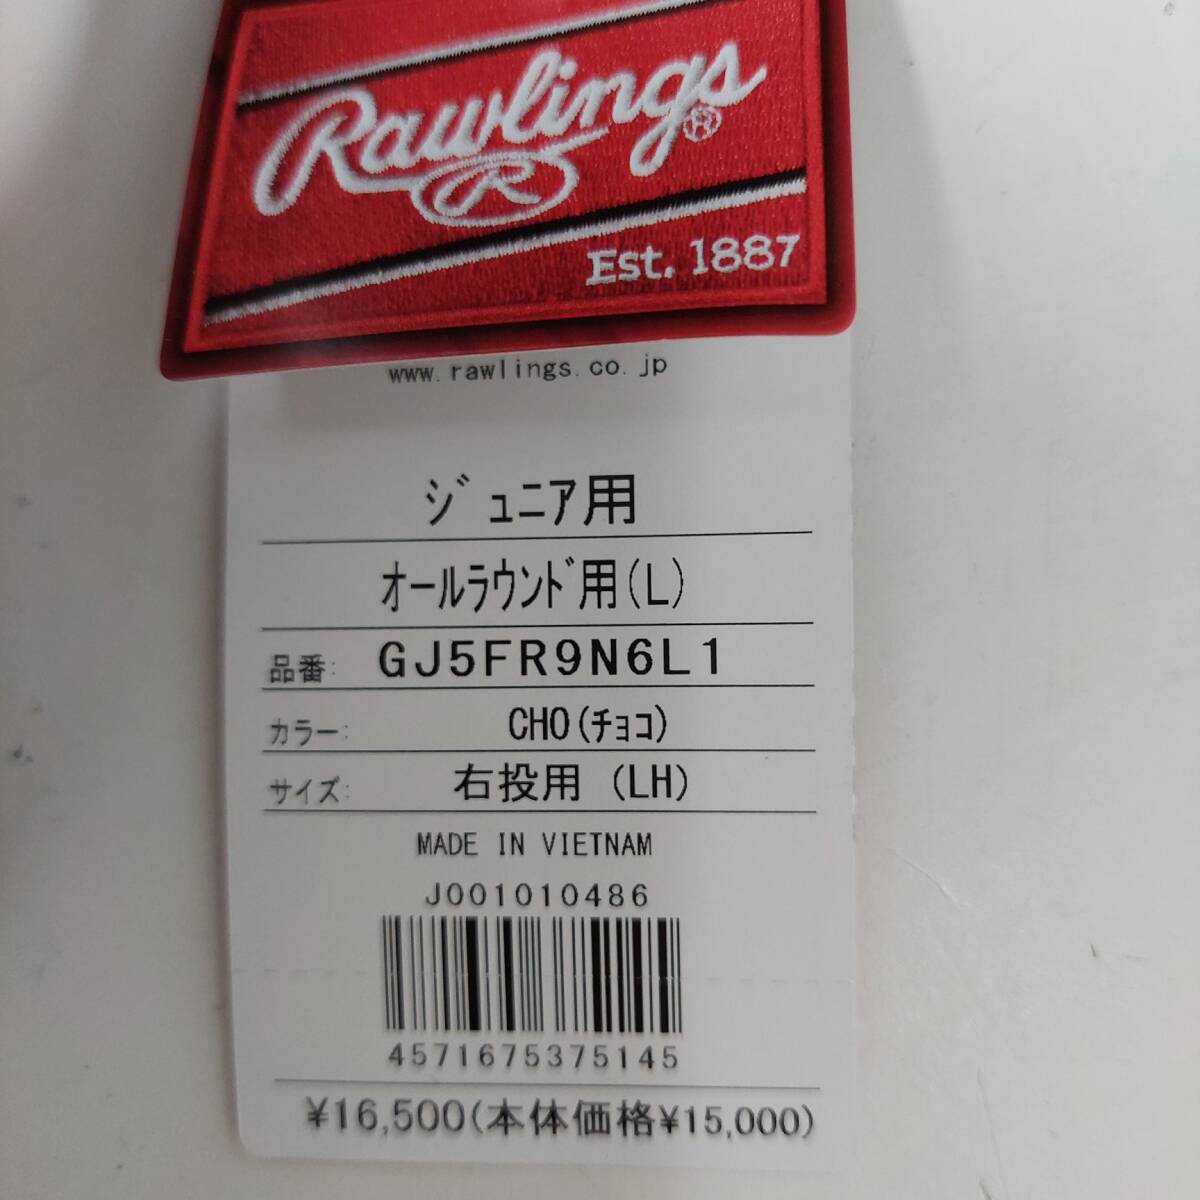 Rawlings®
R
Est. 1887
www.rawlings.co.jp
ジュニア用
オールラウンド用(L)
品番: GJ5FR9N6L1
カラー: CHO(チョコ)
サイズ: 右投用 (LH)
MADE IN VIETNAM
J001010486
4571675375145
¥16,500(本体価格¥15,000)